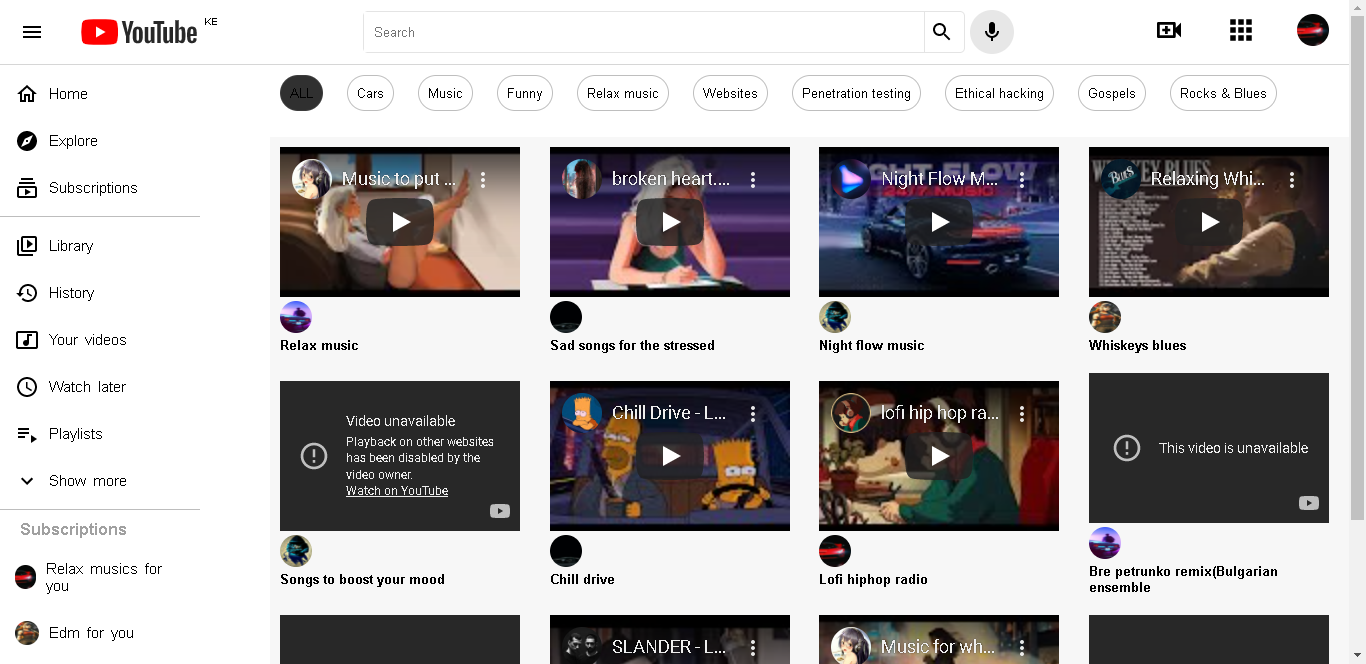 YouTube KE
Search
ALL
Cars
Music
Funny
Relax music
Websites
Penetration testing
Ethical hacking
Gospels
Rocks & Blues
Home
Explore
Subscriptions
Library
History
Your videos
Watch later
Playlists
Show more
Subscriptions
Relax musics for
you
Edm for you
Music to put ...
broken heart....
Night Flow M...
Relaxing Whi...
Relax music
Sad songs for the stressed
Night flow music
Whiskeys blues
Video unavailable
Playback on other websites
has been disabled by the
video owner.
Watch on YouTube
Chill Drive - L...
lofi hip hop ra...
This video is unavailable
Songs to boost your mood
Chill drive
Lofi hiphop radio
Bre petrunko remix(Bulgarian
ensemble
SLANDER - L...
Music for wh...